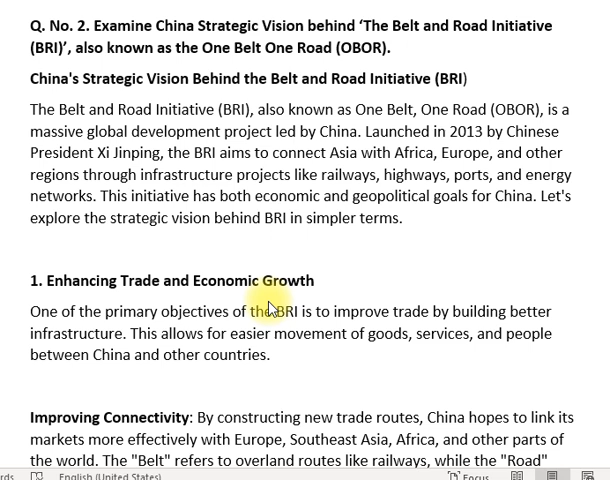 Q. No. 2. Examine China Strategic Vision behind ‘The Belt and Road Initiative
(BRI)’, also known as the One Belt One Road (OBOR).
China's Strategic Vision Behind the Belt and Road Initiative (BRI)
The Belt and Road Initiative (BRI), also known as One Belt, One Road (OBOR), is a
massive global development project led by China. Launched in 2013 by Chinese
President Xi Jinping, the BRI aims to connect Asia with Africa, Europe, and other
regions through infrastructure projects like railways, highways, ports, and energy
networks. This initiative has both economic and geopolitical goals for China. Let's
explore the strategic vision behind BRI in simpler terms.
1. Enhancing Trade and Economic Growth
One of the primary objectives of the BRI is to improve trade by building better
infrastructure. This allows for easier movement of goods, services, and people
between China and other countries.
Improving Connectivity: By constructing new trade routes, China hopes to link its
markets more effectively with Europe, Southeast Asia, Africa, and other parts of
the world. The "Belt" refers to overland routes like railways, while the "Road"
rds English (United States) Focus